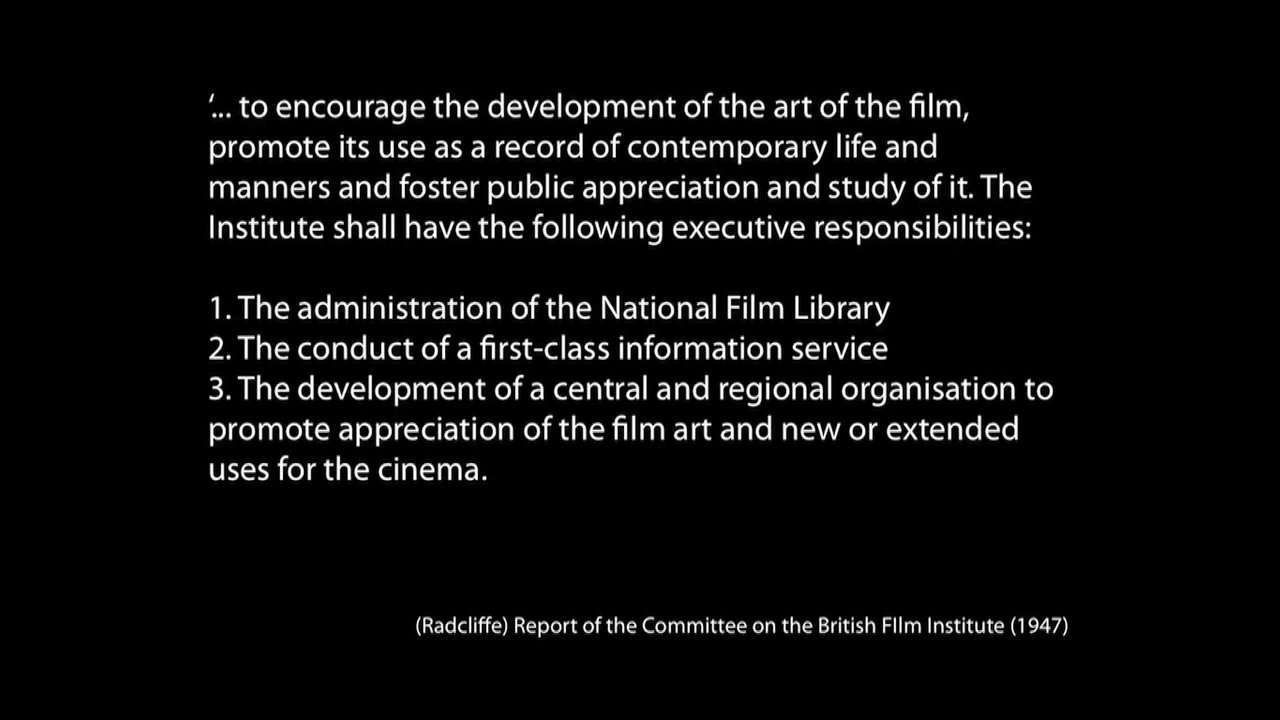 ‘... to encourage the development of the art of the film,
promote its use as a record of contemporary life and
manners and foster public appreciation and study of it. The
Institute shall have the following executive responsibilities:
1. The administration of the National Film Library
2. The conduct of a first-class information service
3. The development of a central and regional organisation to
promote appreciation of the film art and new or extended
uses for the cinema.
(Radcliffe) Report of the Committee on the British FIlm Institute (1947)